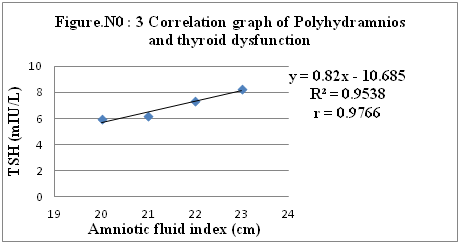 Figure.N0 : 3 Correlation graph of Polyhydramnios
and thyroid dysfunction
y = 0.82x - 10.685
R² = 0.9538
r = 0.9766
TSH (mIU/L)
10
8
6
4
2
0
19 20 21 22 23 24
Amniotic fluid index (cm)